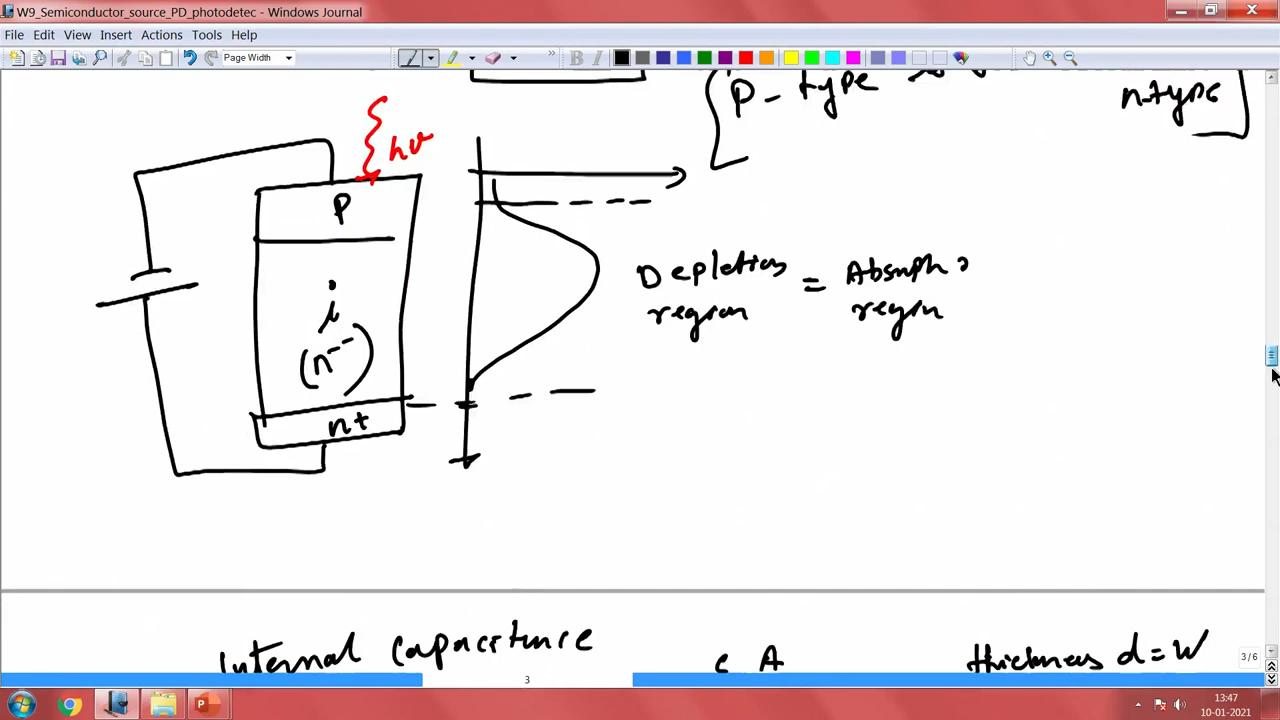 W9_Semiconductor_source_PD_photodetec - Windows Journal
File Edit View Insert Actions Tools Help
Page Width
B I
P - type
n-type
hν
P
i
(n--)
n+
Depletion = Absorptn
region region
3/6
Internal capacitance
A
thickness d=W
3
13:47
10-01-2021